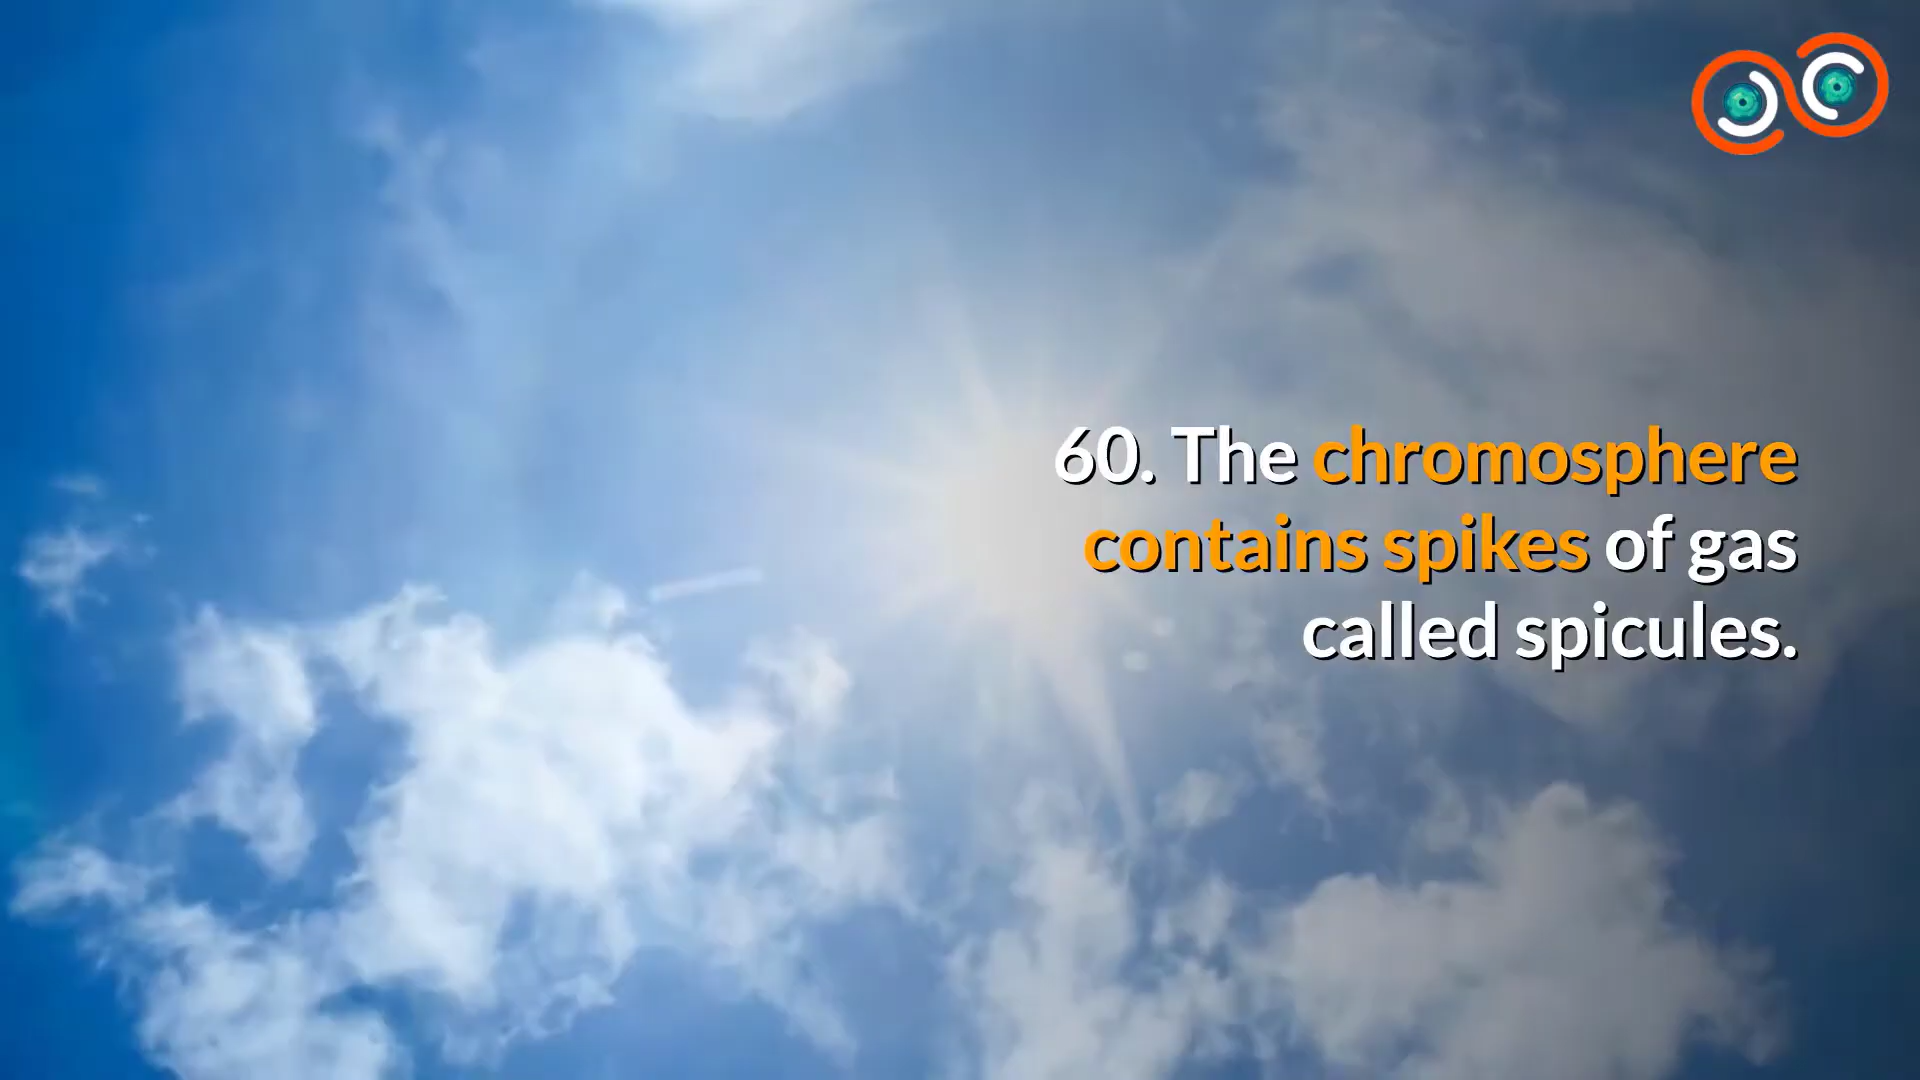 60. The chromosphere
contains spikes of gas
called spicules.